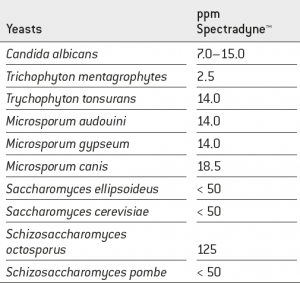 ppm
Yeasts Spectradyne™
Candida albicans 7.0–15.0
Trichophyton mentagrophytes 2.5
Trychophyton tonsurans 14.0
Microsporum audouini 14.0
Microsporum gypseum 14.0
Microsporum canis 18.5
Saccharomyces ellipsoideus < 50
Saccharomyces cerevisiae < 50
Schizosaccharomyces
octosporus 125
Schizosaccharomyces pombe < 50